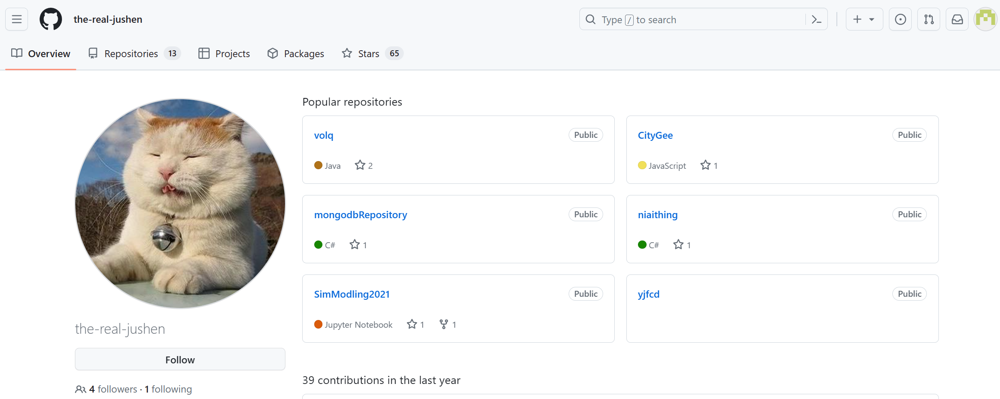 the-real-jushen
Type / to search
Overview
Repositories 13
Projects
Packages
Stars 65
Popular repositories
volq Public
Java 2
CityGee Public
JavaScript 1
mongodbRepository Public
C# 1
niaithing Public
C# 1
SimModling2021 Public
Jupyter Notebook 1 1
yjfcd Public
the-real-jushen
Follow
4 followers · 1 following
39 contributions in the last year